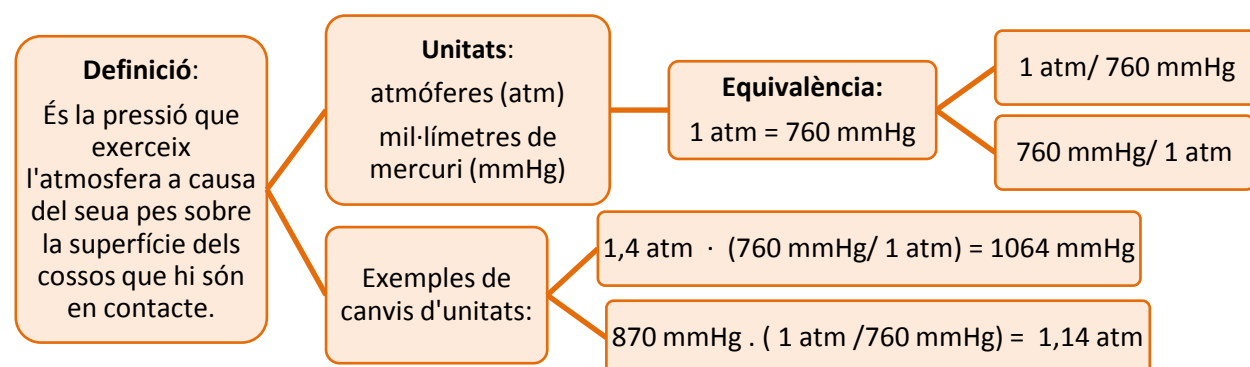 Definició:
És la pressió que
exerceix
l'atmosfera a causa
del seua pes sobre
la superfície dels
cossos que hi són
en contacte.
Unitats:
atmóferes (atm)
mil·límetres de
mercuri (mmHg)
Equivalència:
1 atm = 760 mmHg
1 atm/ 760 mmHg
760 mmHg/ 1 atm
Exemples de
canvis d'unitats:
1,4 atm · (760 mmHg/ 1 atm) = 1064 mmHg
870 mmHg . ( 1 atm /760 mmHg) = 1,14 atm